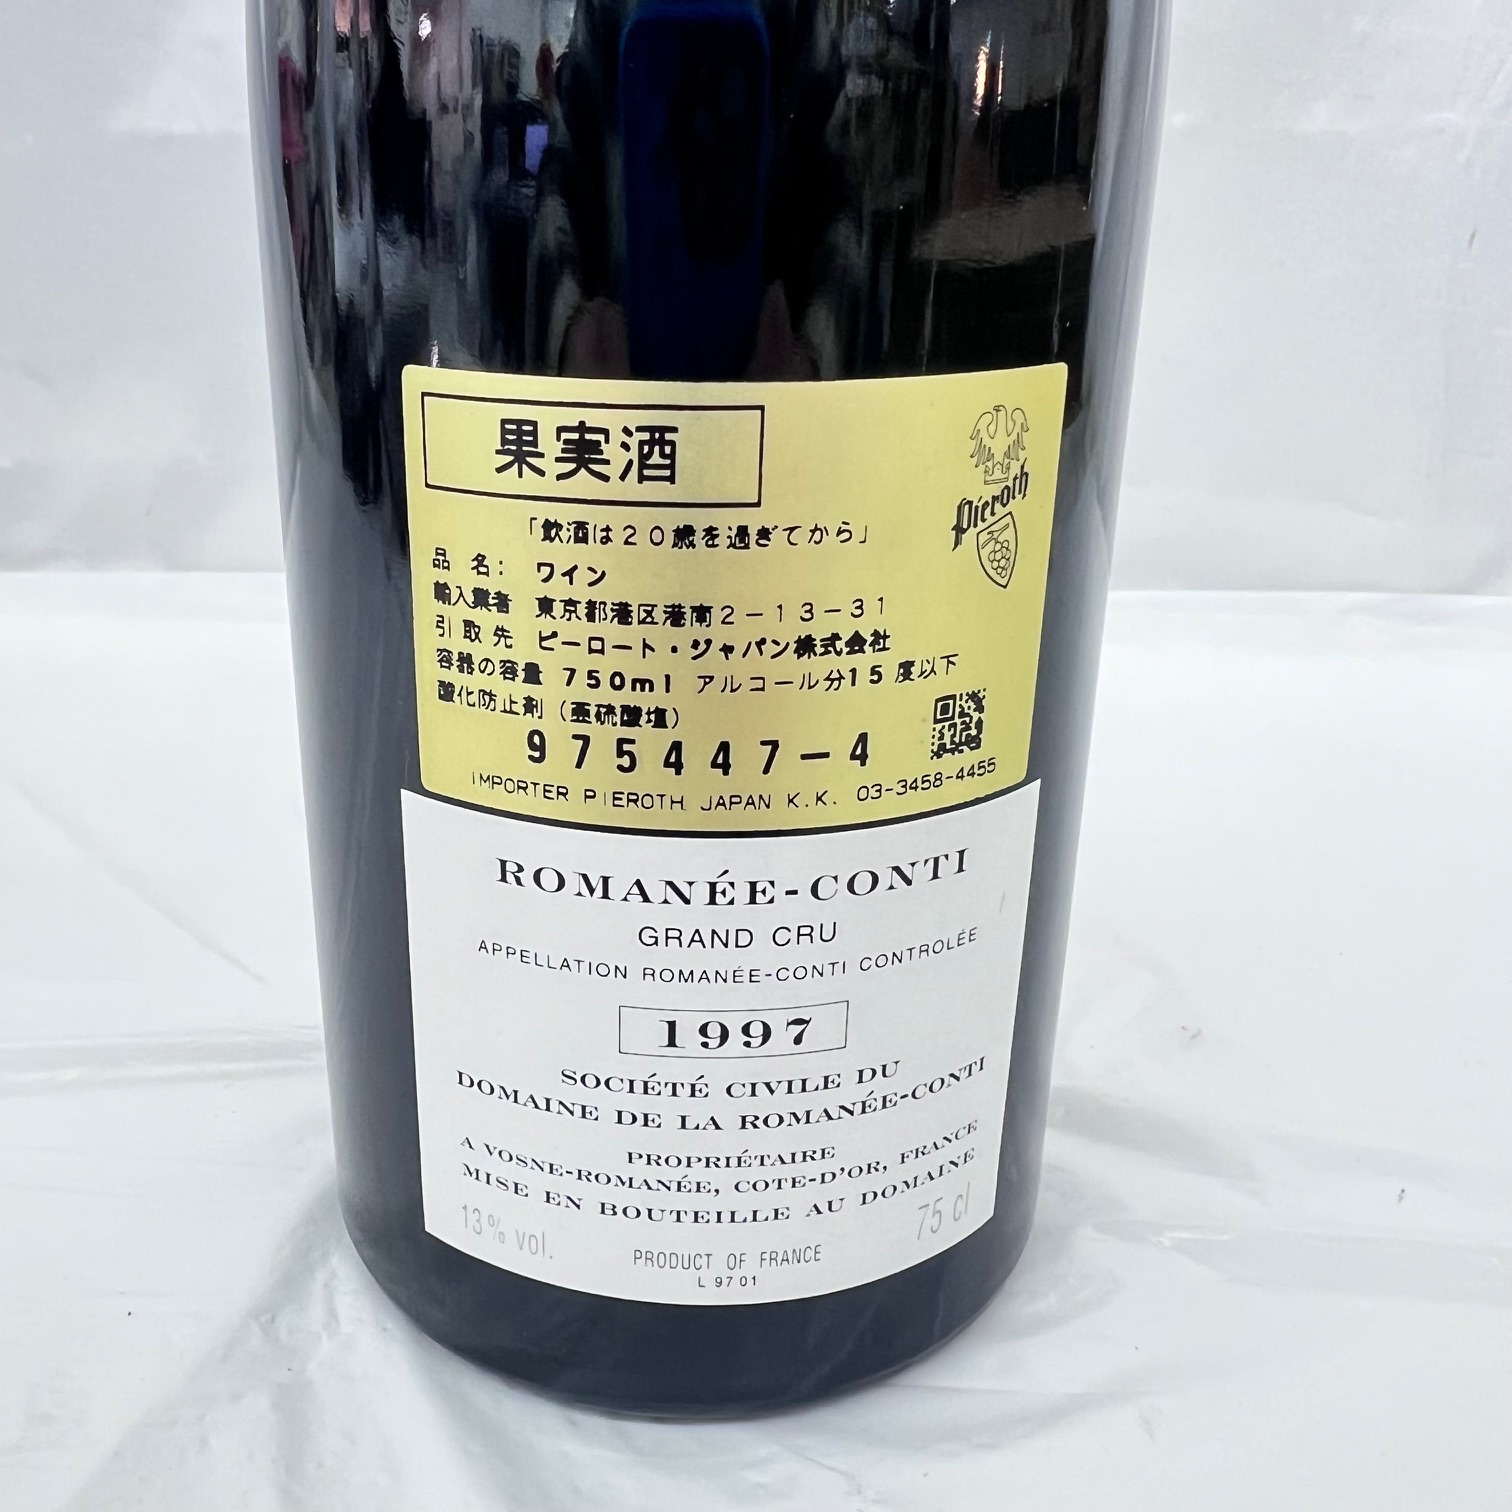 果実酒
Pieroth
「飲酒は20歳を過ぎてから」
品名: ワイン
輸入業者 東京都港区港南2-13-31
引取先 ピーロート・ジャパン株式会社
容器の容量 750ml アルコール分15度以下
酸化防止剤(亜硫酸塩)
975447-4
IMPORTER PIEROTH JAPAN K.K. 03-3458-4455
ROMANÉE-CONTI
GRAND CRU
APPELLATION ROMANÉE-CONTI CONTROLÉE
1997
SOCIÉTÉ CIVILE DU
DOMAINE DE LA ROMANÉE-CONTI
PROPRIÉTAIRE
A VOSNE-ROMANÉE, COTE-D'OR, FRANCE
MISE EN BOUTEILLE AU DOMAINE
13% vol.
75 cl
PRODUCT OF FRANCE
L 97 01